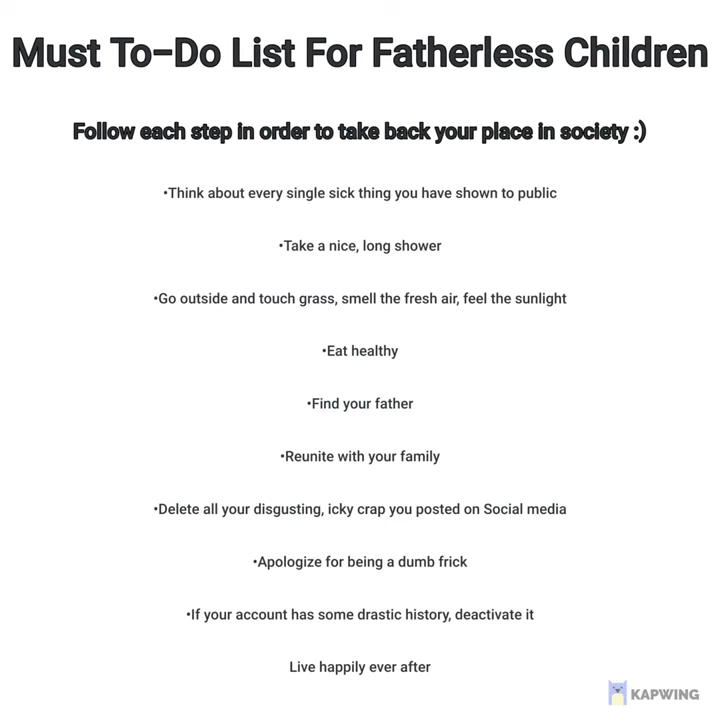 Must To-Do List For Fatherless Children
Follow each step in order to take back your place in society :)
•Think about every single sick thing you have shown to public
•Take a nice, long shower
•Go outside and touch grass, smell the fresh air, feel the sunlight
•Eat healthy
•Find your father
•Reunite with your family
•Delete all your disgusting, icky crap you posted on Social media
•Apologize for being a dumb frick
•If your account has some drastic history, deactivate it
Live happily ever after
KAPWING